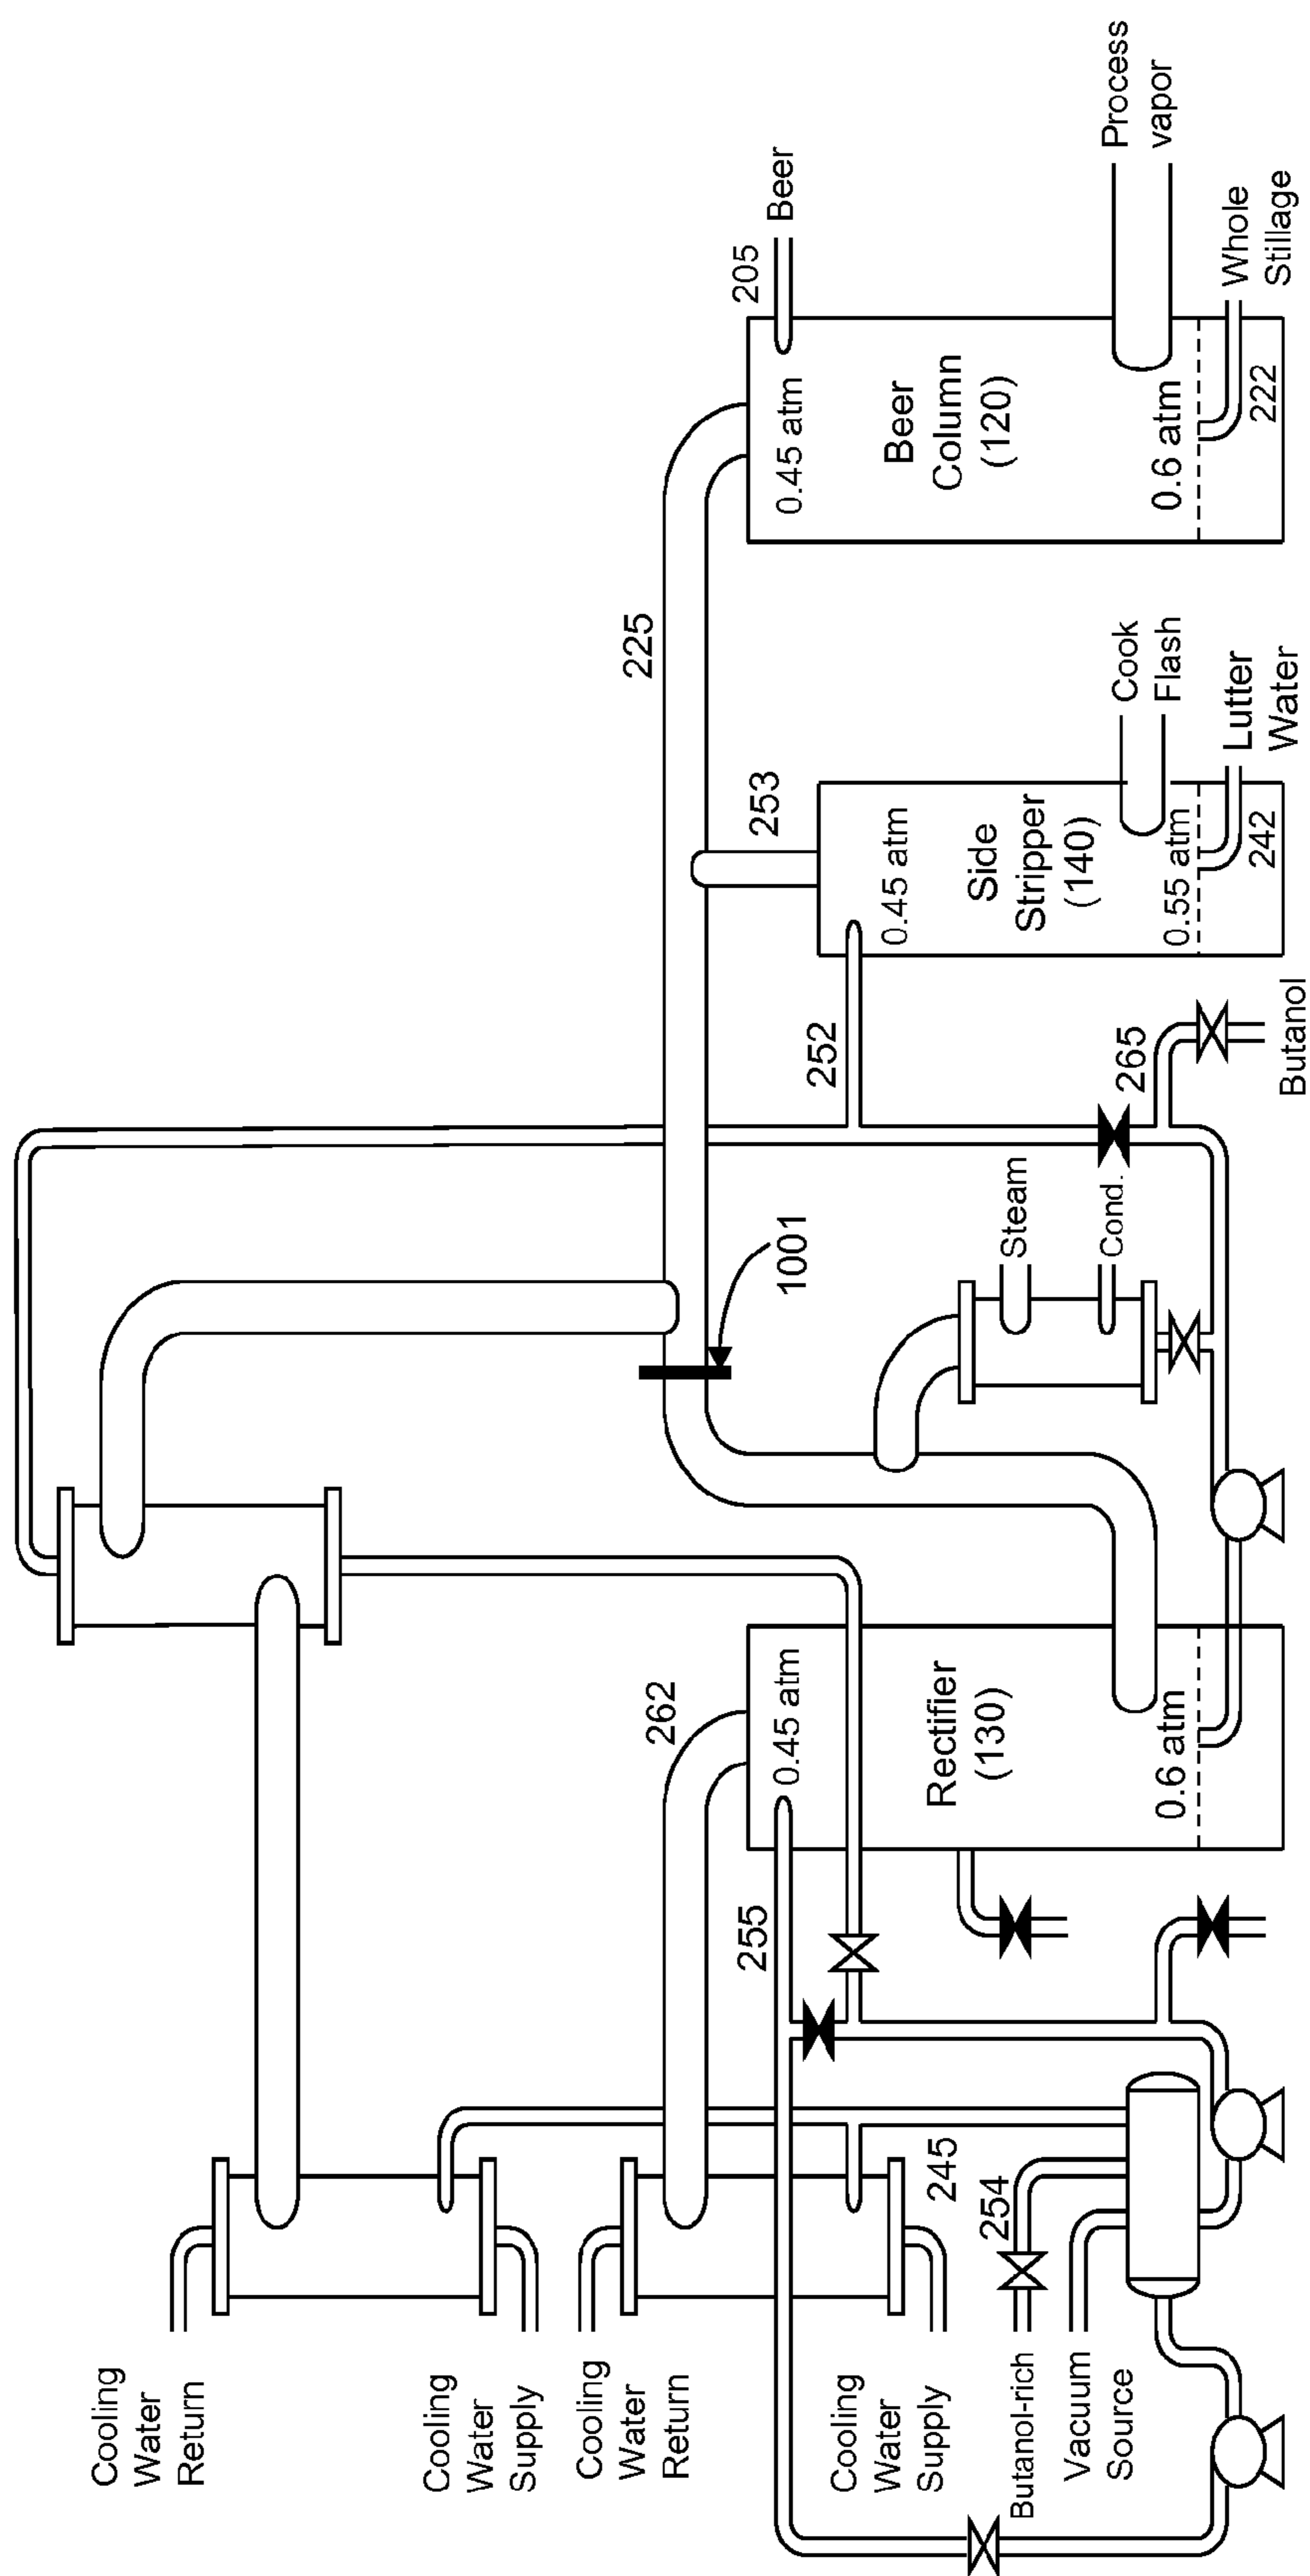 Cooling
Water
Return
Cooling
Water
Supply
Cooling
Water
Return
Cooling
Water
Supply
Butanol-rich
Vacuum
Source
245
254
255
262
0.45 atm
Rectifier
(130)
0.6 atm
1001
Steam
Cond.
265
Butanol
252
253
225
0.45 atm
Side
Stripper
(140)
0.55 atm
Cook
Flash
Lutter
Water
242
205
Beer
0.45 atm
Beer
Column
(120)
0.6 atm
Process
vapor
Whole
Stillage
222